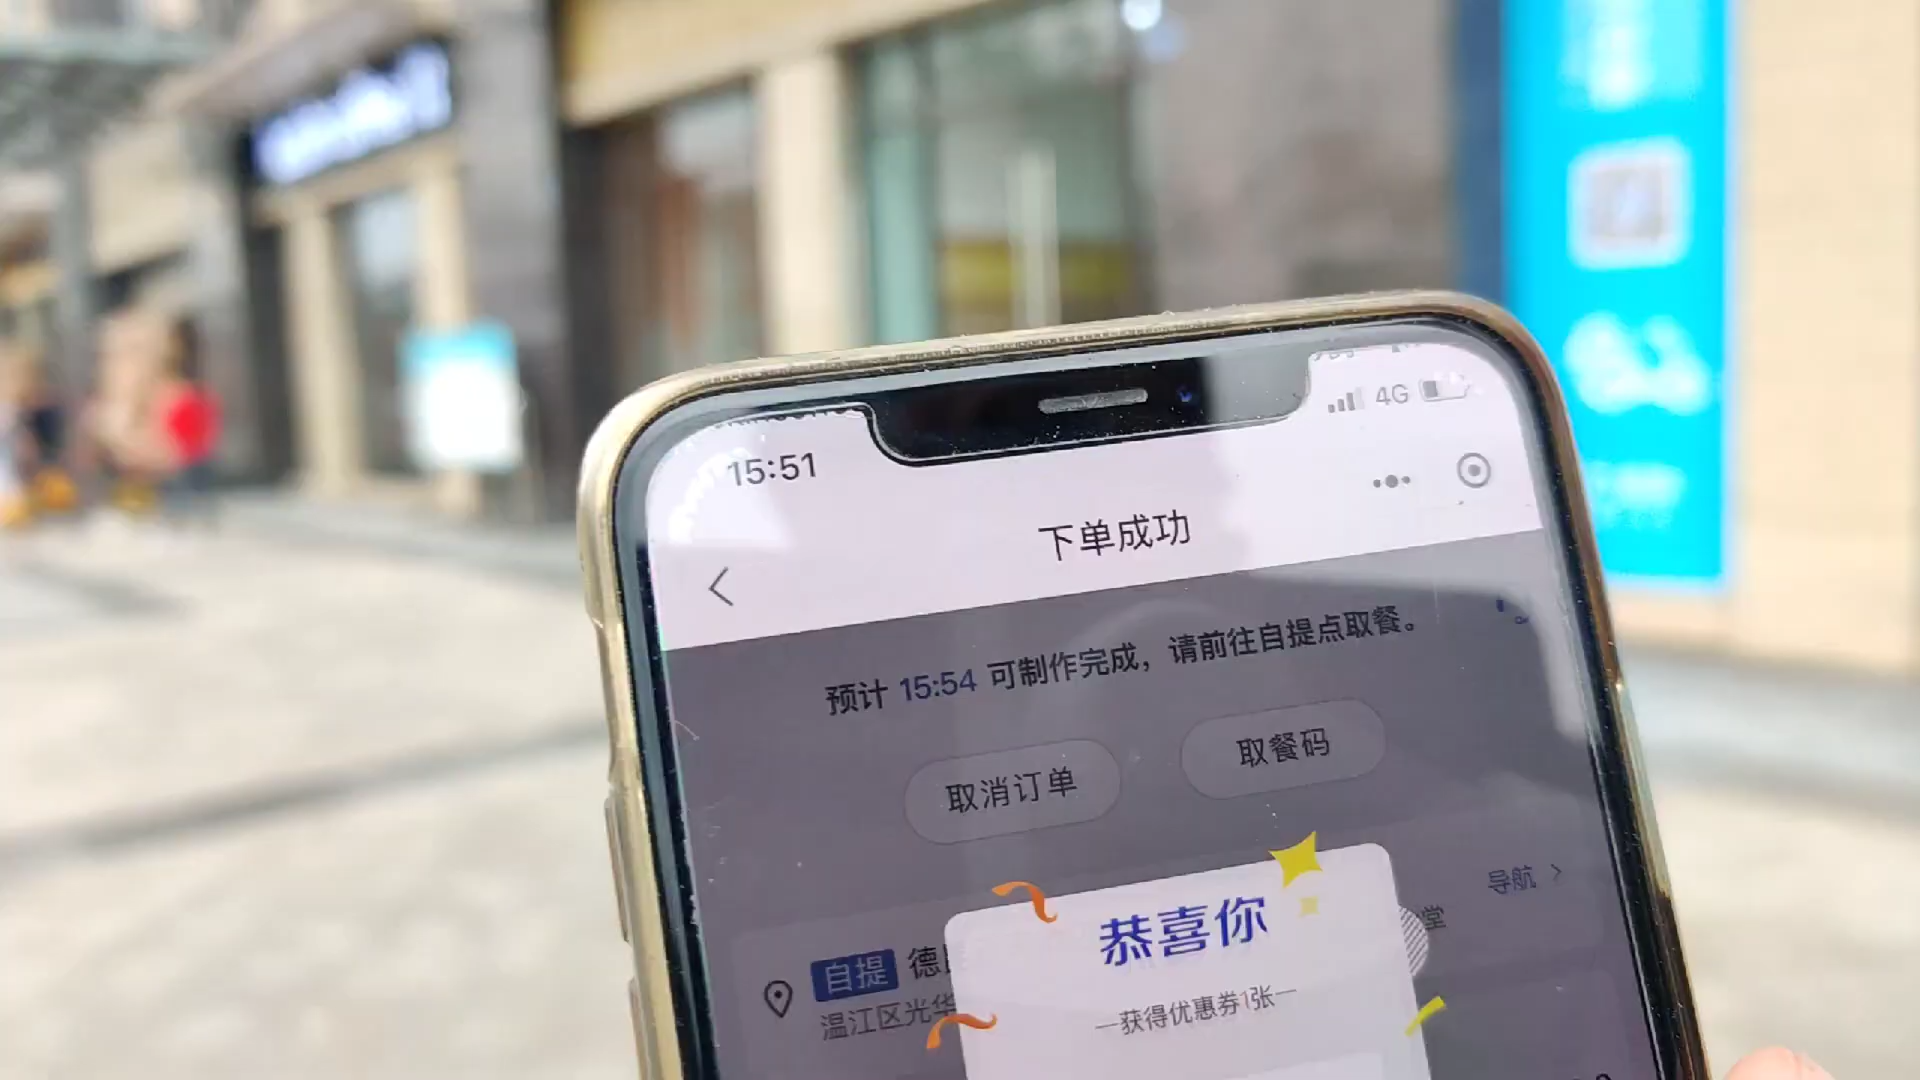 15:51
4G
下单成功
预计 15:54 可制作完成，请前往自提点取餐。
取消订单
取餐码
导航
恭喜你
堂
自提 德
获得优惠券1张
温江区光华